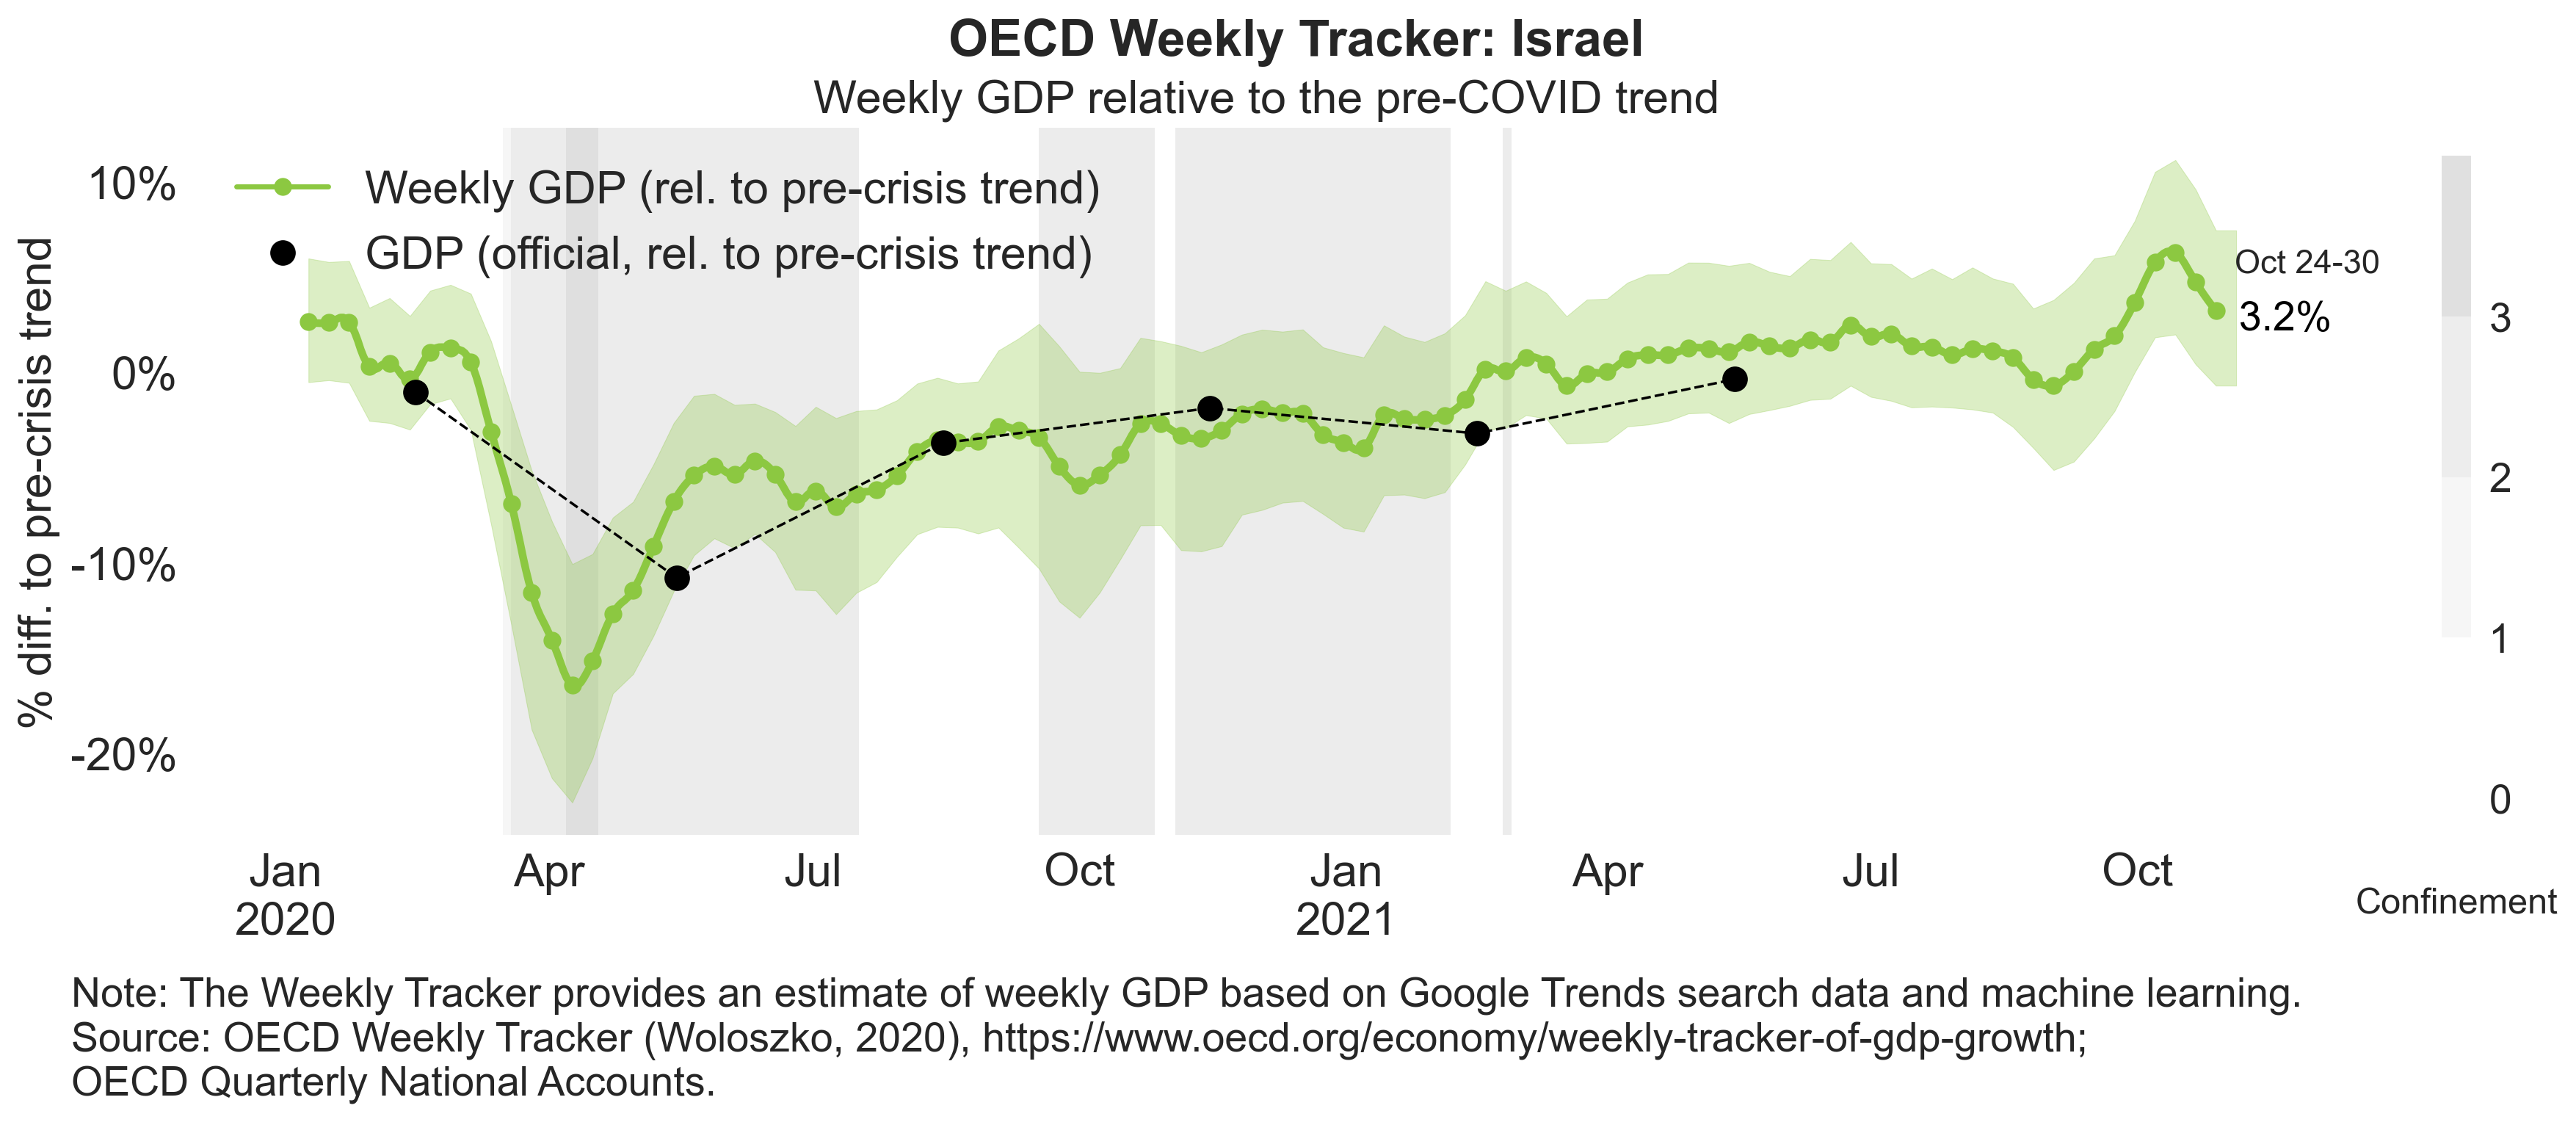 OECD Weekly Tracker: Israel
Weekly GDP relative to the pre-COVID trend
% diff. to pre-crisis trend
10%
0%
-10%
-20%
Weekly GDP (rel. to pre-crisis trend)
GDP (official, rel. to pre-crisis trend)
Oct 24-30
3.2%
3
2
1
0
Confinement
Jan Apr Jul Oct Jan Apr Jul Oct
2020 2021
Note: The Weekly Tracker provides an estimate of weekly GDP based on Google Trends search data and machine learning.
Source: OECD Weekly Tracker (Woloszko, 2020), https://www.oecd.org/economy/weekly-tracker-of-gdp-growth;
OECD Quarterly National Accounts.